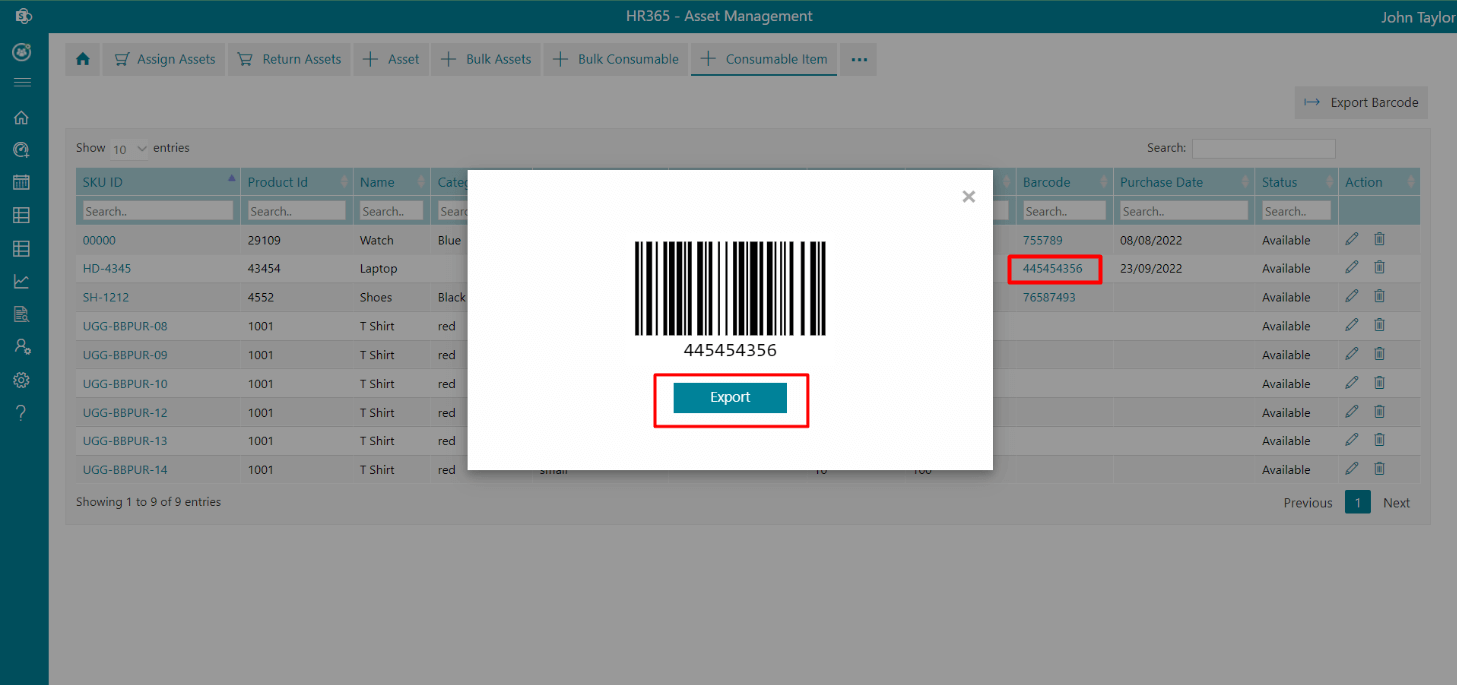 HR365 - Asset Management
John Taylor
Assign Assets Return Assets Asset Bulk Assets Bulk Consumable Consumable Item
Export Barcode
Show 10 entries Search:
SKU ID Product Id Name Barcode Purchase Date Status Action
Search.. Search.. Search.. Search.. Search.. Search..
00000 29109 Watch Blue 755789 08/08/2022 Available
HD-4345 43454 Laptop 445454356 23/09/2022 Available
SH-1212 4552 Shoes Black 76587493 Available
UGG-BBPUR-08 1001 T Shirt red Available
UGG-BBPUR-09 1001 T Shirt red Available
UGG-BBPUR-10 1001 T Shirt red Available
UGG-BBPUR-12 1001 T Shirt red Available
UGG-BBPUR-13 1001 T Shirt red Available
UGG-BBPUR-14 1001 T Shirt red Available
445454356
Export
Showing 1 to 9 of 9 entries
Previous 1 Next